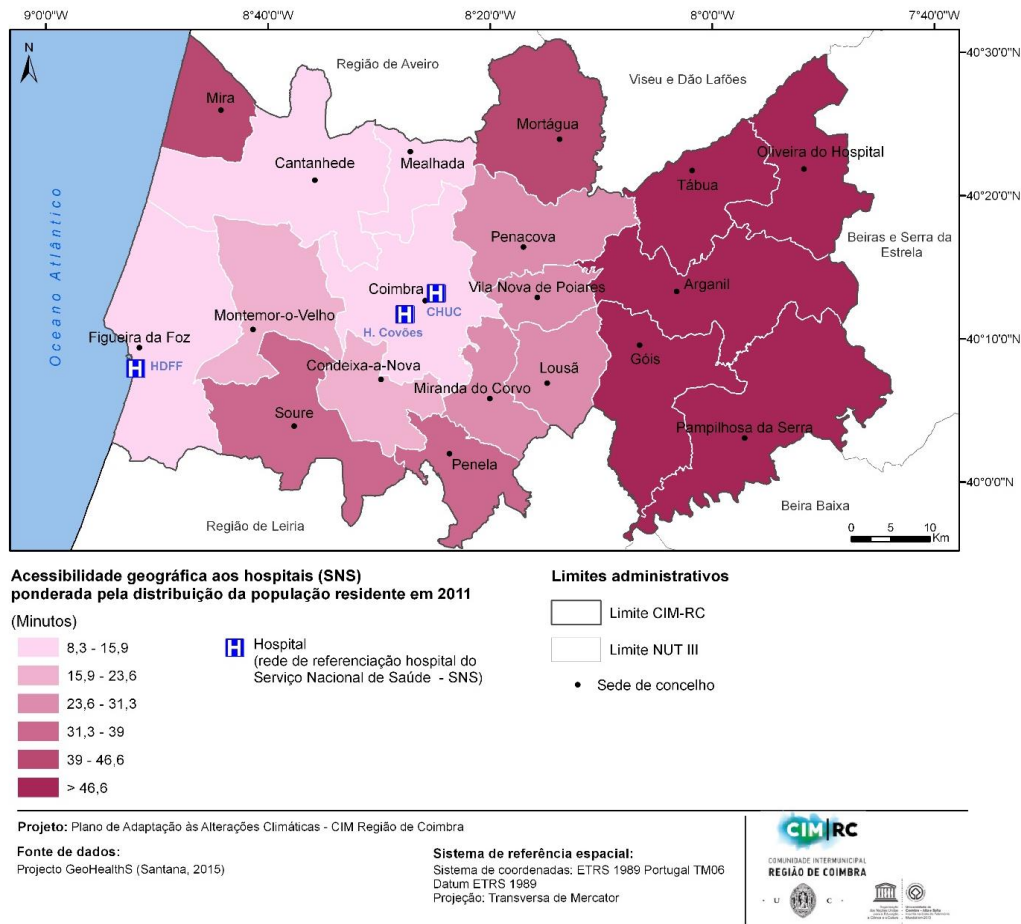 9°0'0"W 8°40'0"W 8°20'0"W 8°0'0"W 7°40'0"W
N
Região de Aveiro
Viseu e Dão Lafões
40°30'0"N
Mira
Mortágua
Cantanhede
Mealhada
Oliveira do Hospital
Tábua
40°20'0"N
Oceano Atlântico
Penacova
Beiras e Serra da
Estrela
Coimbra
H
CHUC
H
H. Covões
Vila Nova de Poiares
Arganil
Montemor-o-Velho
Figueira da Foz
40°10'0"N
H HDFF
Condeixa-a-Nova
Góis
Lousã
Miranda do Corvo
Soure
Pampilhosa da Serra
Penela
40°0'0"N
Região de Leiria
Beira Baixa
0 5 10
Km
Acessibilidade geográfica aos hospitais (SNS)
ponderada pela distribuição da população residente em 2011
(Minutos)
8,3 - 15,9
15,9 - 23,6
23,6 - 31,3
31,3 - 39
39 - 46,6
> 46,6
H Hospital
(rede de referenciação hospital do
Serviço Nacional de Saúde - SNS)
Limites administrativos
Limite CIM-RC
Limite NUT III
Sede de concelho
Projeto: Plano de Adaptação às Alterações Climáticas - CIM Região de Coimbra
Fonte de dados:
Projecto GeoHealthS (Santana, 2015)
Sistema de referência espacial:
Sistema de coordenadas: ETRS 1989 Portugal TM06
Datum ETRS 1989
Projeção: Transversa de Mercator
CIM|RC
COMUNIDADE INTERMUNICIPAL
REGIÃO DE COIMBRA
· U C ·